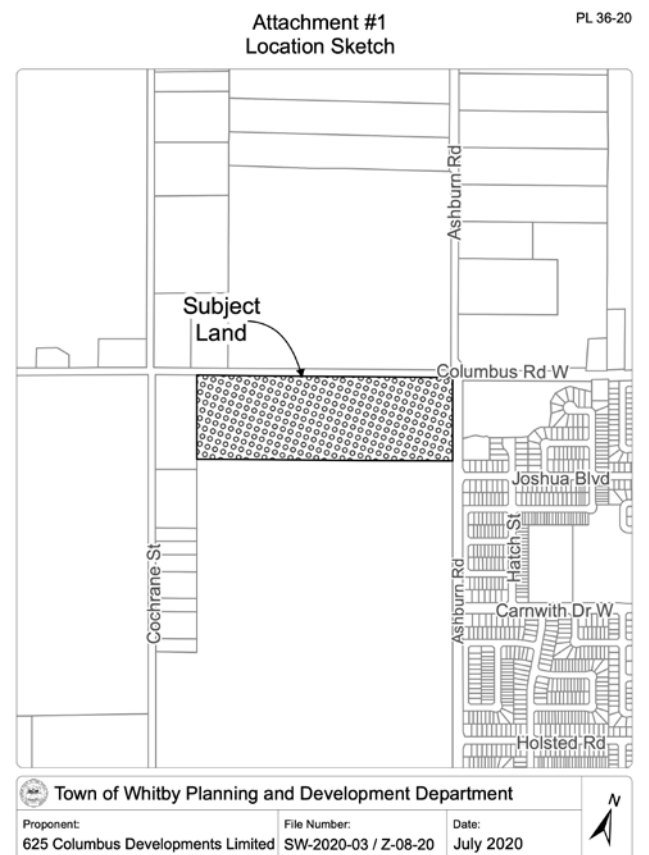 PL 36-20
Attachment #1
Location Sketch
Ashburn Rd
Subject
Land
Columbus Rd W
Joshua Blvd
Hatch St
Cochrane St
Ashburn Rd
Carnwith Dr W
Holsted Rd
Town of Whitby Planning and Development Department
N
Proponent:
625 Columbus Developments Limited
File Number:
SW-2020-03 / Z-08-20
Date:
July 2020